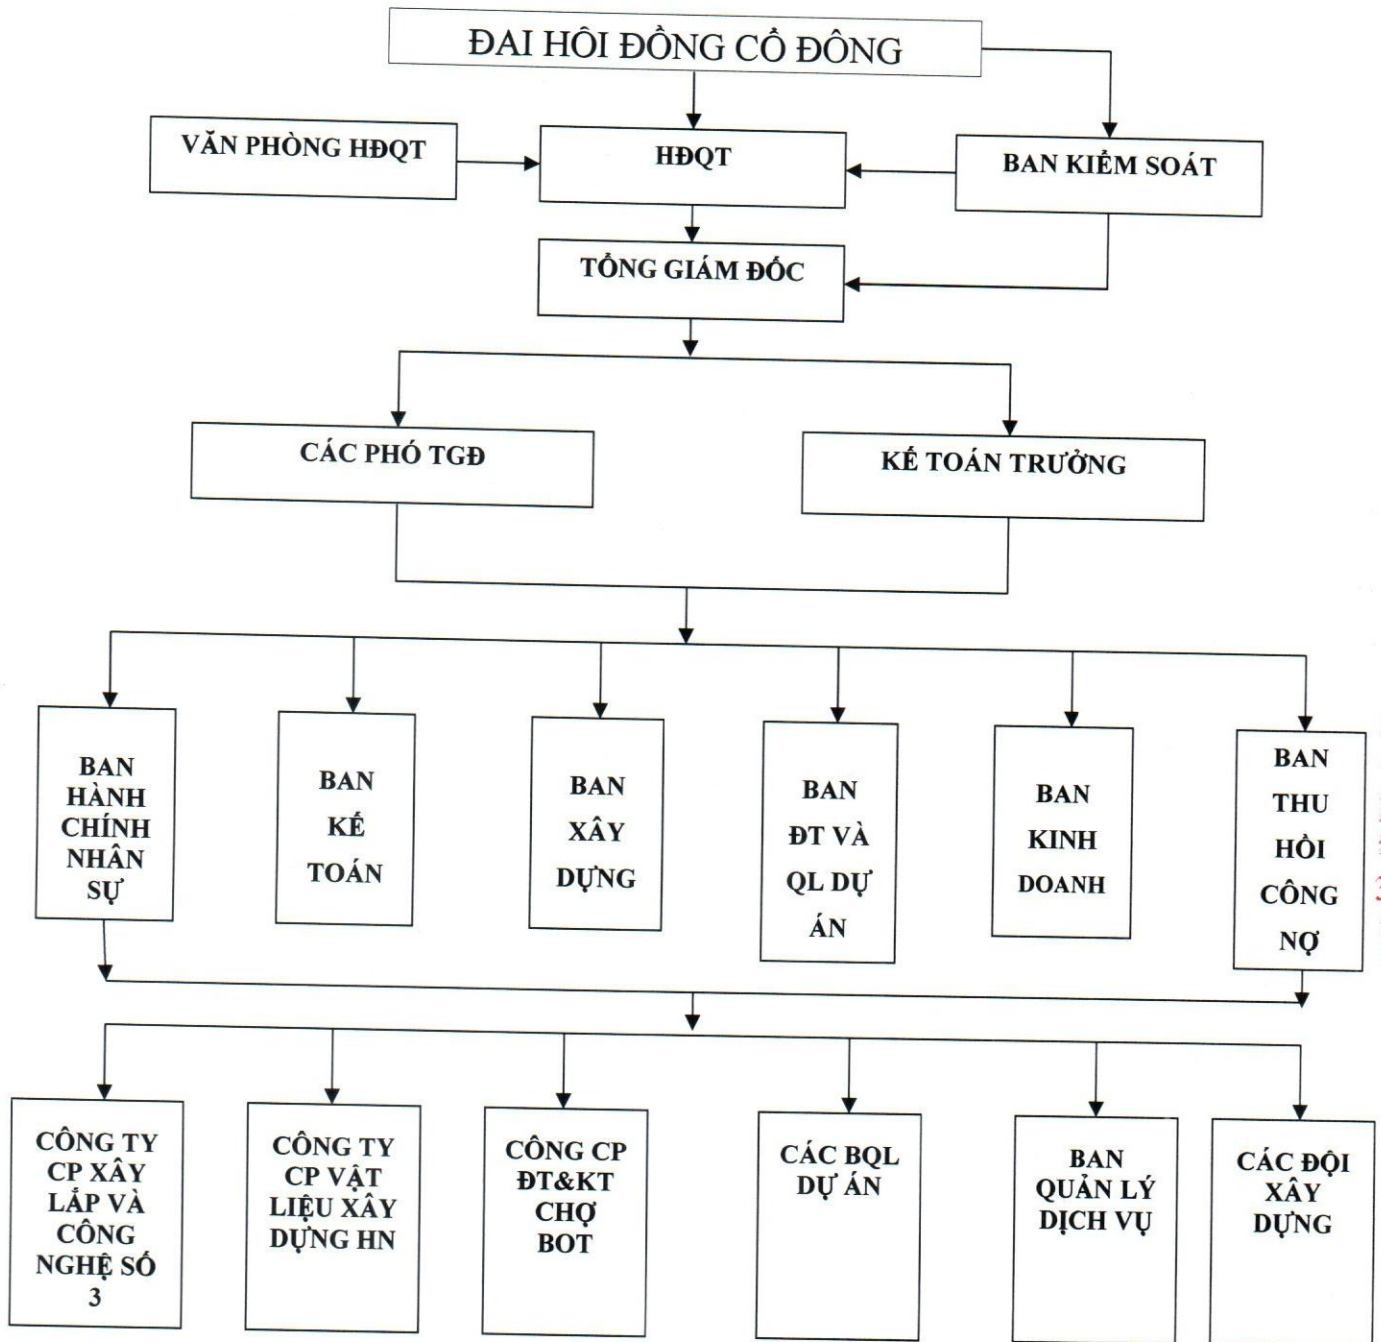 ĐAI HÔI ĐỒNG CỔ ĐÔNG
VĂN PHÒNG HĐQT
HĐQT
BAN KIỂM SOÁT
TỔNG GIÁM ĐỐC
CÁC PHÓ TGĐ
KẾ TOÁN TRƯỞNG
BAN
HÀNH
CHÍNH
NHÂN
SỰ
BAN
KẾ
TOÁN
BAN
XÂY
DỰNG
BAN
ĐT VÀ
QL DỰ
ÁN
BAN
KINH
DOANH
BAN
THU
HỒI
CÔNG
NỢ
CÔNG TY
CP XÂY
LẮP VÀ
CÔNG
NGHỆ SỐ
3
CÔNG TY
CP VẬT
LIỆU XÂY
DỰNG HN
CÔNG CP
ĐT&KT
CHỢ
BOT
CÁC BQL
DỰ ÁN
BAN
QUẢN LÝ
DỊCH VỤ
CÁC ĐỘI
XÂY
DỰNG